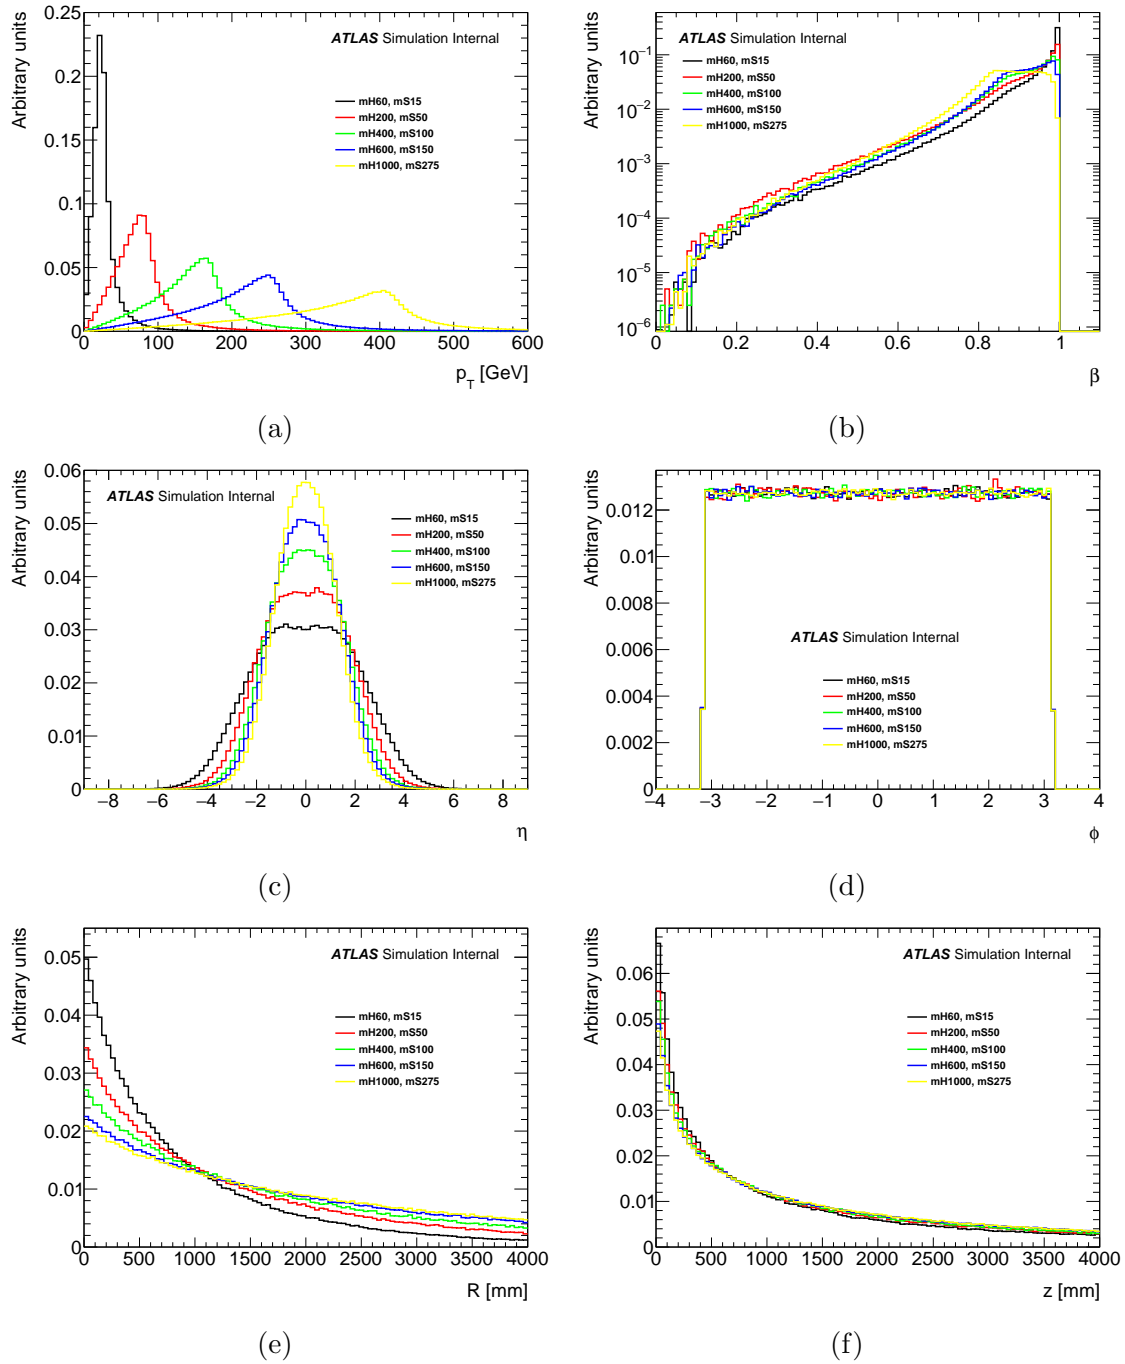 Arbitrary units
0.25
0.2
0.15
0.1
0.05
0
ATLAS Simulation Internal
mH60, mS15
mH200, mS50
mH400, mS100
mH600, mS150
mH1000, mS275
0 100 200 300 400 500 600
p_T [GeV]
(a)
Arbitrary units
10^-1
10^-2
10^-3
10^-4
10^-5
10^-6
ATLAS Simulation Internal
mH60, mS15
mH200, mS50
mH400, mS100
mH600, mS150
mH1000, mS275
0 0.2 0.4 0.6 0.8 1
β
(b)
Arbitrary units
0.06
0.05
0.04
0.03
0.02
0.01
0
ATLAS Simulation Internal
mH60, mS15
mH200, mS50
mH400, mS100
mH600, mS150
mH1000, mS275
−8 −6 −4 −2 0 2 4 6 8
η
(c)
Arbitrary units
0.012
0.01
0.008
0.006
0.004
0.002
0
ATLAS Simulation Internal
mH60, mS15
mH200, mS50
mH400, mS100
mH600, mS150
mH1000, mS275
−4 −3 −2 −1 0 1 2 3 4
ϕ
(d)
Arbitrary units
0.05
0.04
0.03
0.02
0.01
0
ATLAS Simulation Internal
mH60, mS15
mH200, mS50
mH400, mS100
mH600, mS150
mH1000, mS275
0 500 1000 1500 2000 2500 3000 3500 4000
R [mm]
(e)
Arbitrary units
0.06
0.05
0.04
0.03
0.02
0.01
0
ATLAS Simulation Internal
mH60, mS15
mH200, mS50
mH400, mS100
mH600, mS150
mH1000, mS275
0 500 1000 1500 2000 2500 3000 3500 4000
z [mm]
(f)